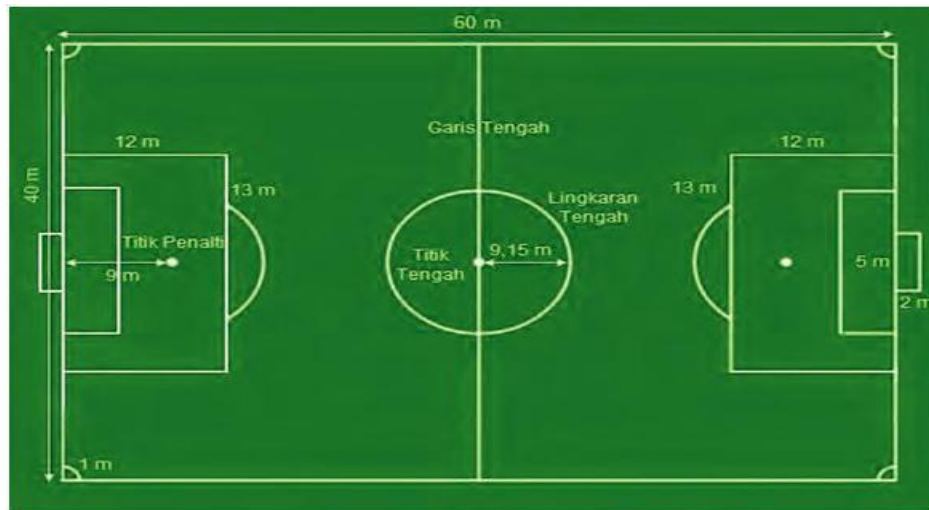 60 m
Garis Tengah
12 m
12 m
40 m
13 m
13 m
Lingkaran
Tengah
Titik Penalti
9 m
Titik
Tengah
9,15 m
5 m
2 m
1 m